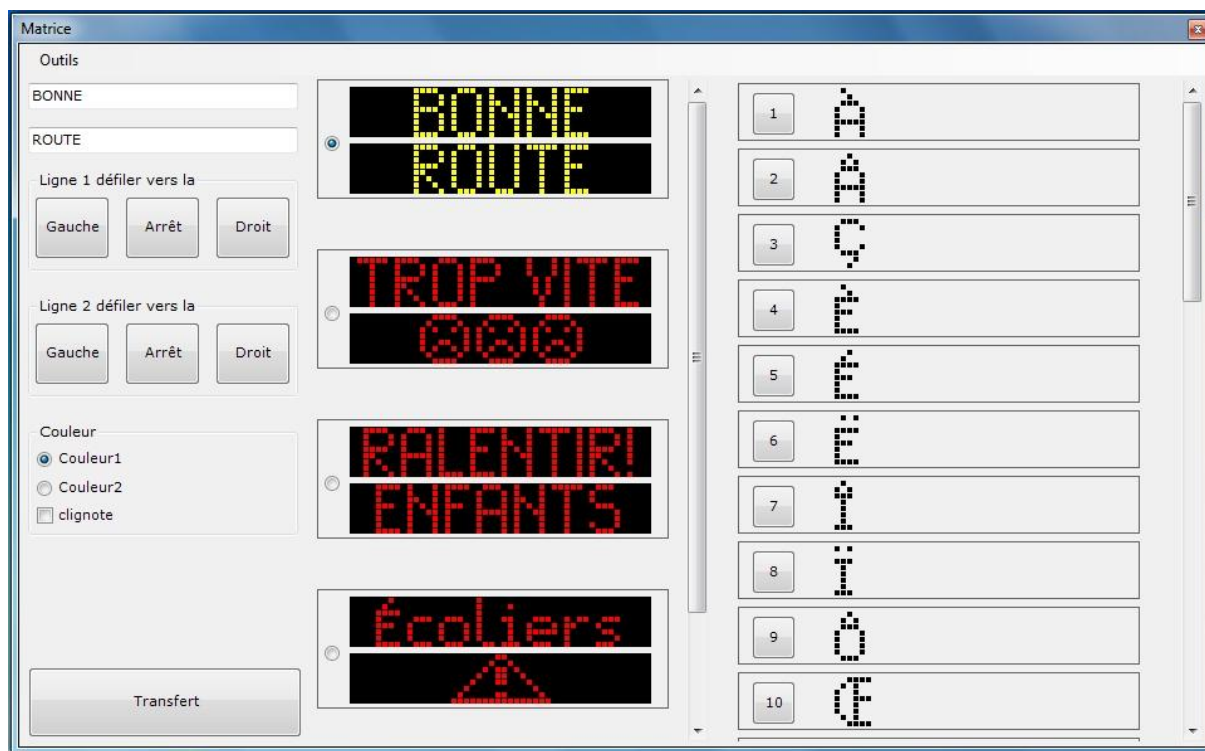 Matrice
Outils
BONNE
ROUTE
Ligne 1 défiler vers la
Gauche Arrêt Droit
Ligne 2 défiler vers la
Gauche Arrêt Droit
Couleur
Couleur1
Couleur2
clignote
Transfert
BONNE
ROUTE
TROP VITE
RALENTIR!
ENFANTS
Écoliers
1 À
2 Â
3 Ç
4 È
5 É
6 Ë
7 Î
8 Ï
9 Ô
10 Œ